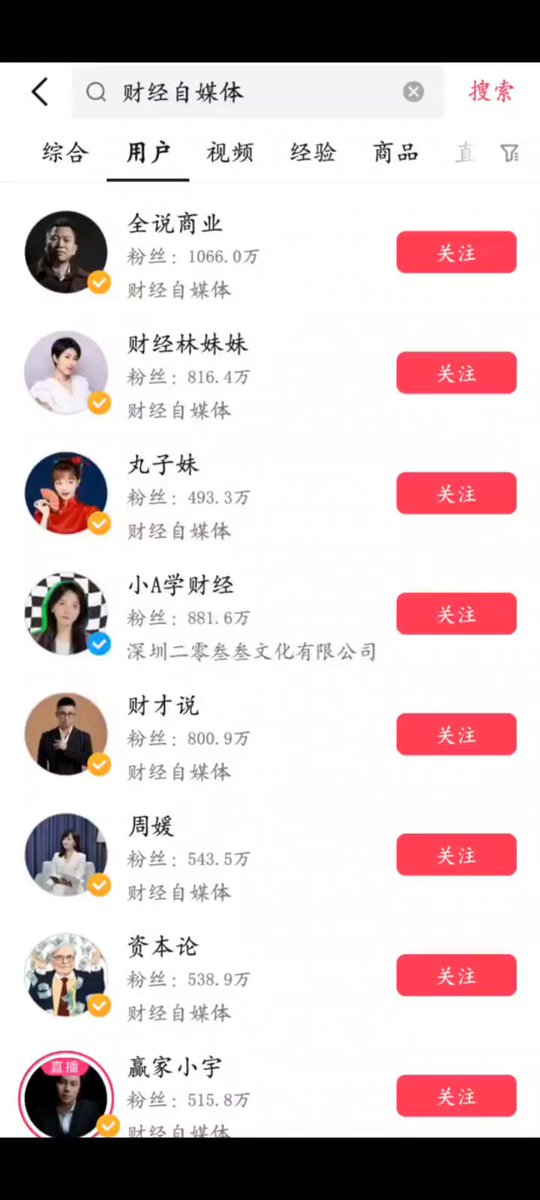 财经自媒体
搜索
综合 用户 视频 经验 商品 直
全说商业
粉丝：1066.0万
财经自媒体
关注
财经林妹妹
粉丝：816.4万
财经自媒体
关注
丸子妹
粉丝：493.3万
财经自媒体
关注
小A学财经
粉丝：881.6万
深圳二零叁叁文化有限公司
关注
财才说
粉丝：800.9万
财经自媒体
关注
周媛
粉丝：543.5万
财经自媒体
关注
资本论
粉丝：538.9万
财经自媒体
关注
直播
赢家小宇
粉丝：515.8万
财经自媒体
关注